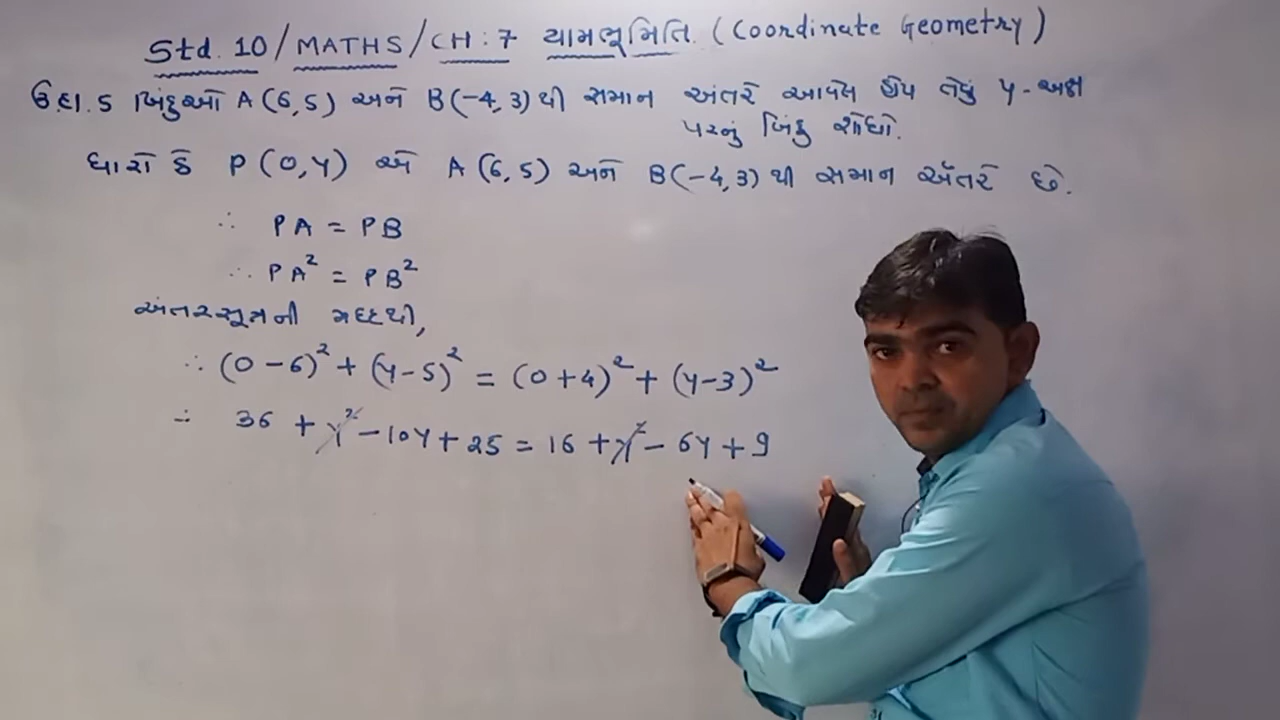 Std. 10 / MATHS / CH : 7 યામભૂમિતિ. (Coordinate Geometry)
ઉદા. 5 બિંદુઓ A (6, 5) અને B (-4, 3) થી સમાન અંતરે આવેલ હોય તેવું y-અક્ષ
પરનું બિંદુ શોધો.
ધારો કે P (0, y) એ A (6, 5) અને B (-4, 3) થી સમાન અંતરે છે.
∴ PA = PB
∴ PA² = PB²
અંતરસૂત્રની મદદથી,
∴ (0 - 6)² + (y - 5)² = (0 + 4)² + (y - 3)²
∴ 36 + y² - 10y + 25 = 16 + y² - 6y + 9